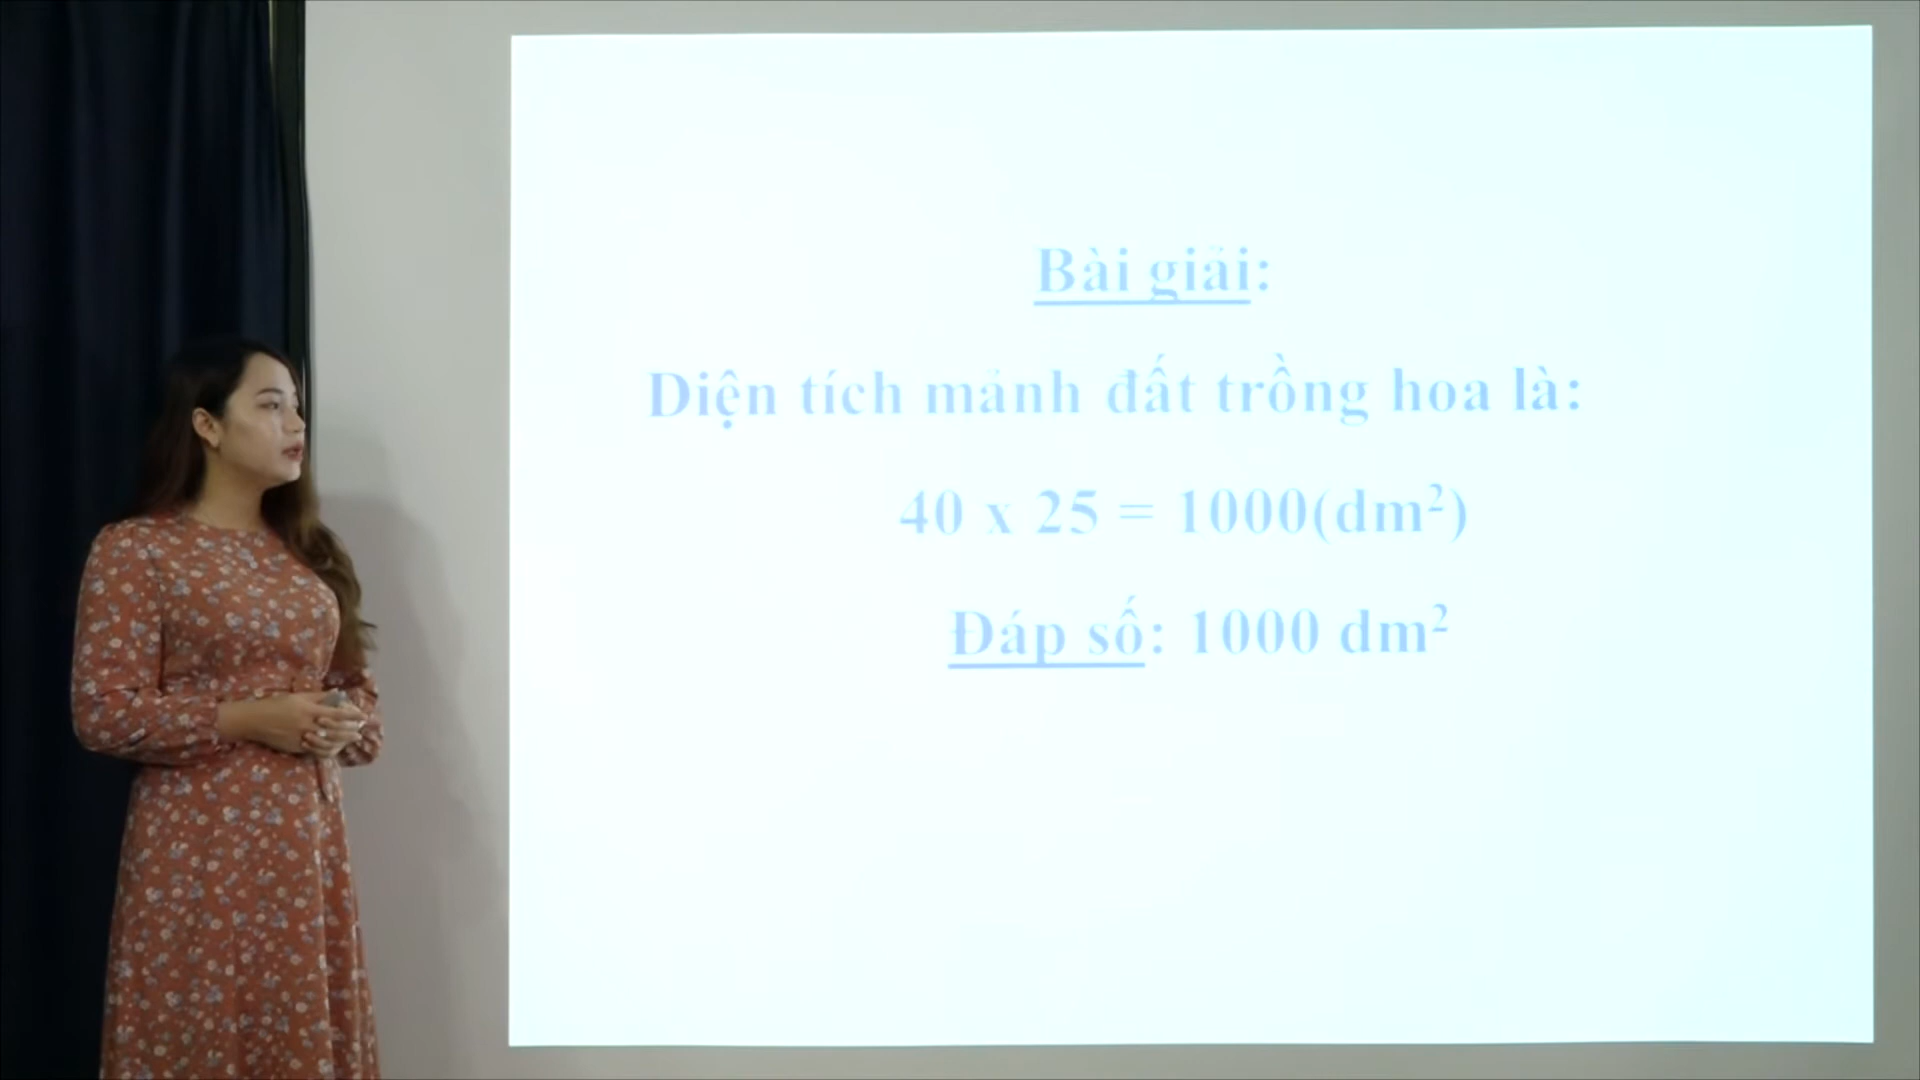 Bài giải:
Diện tích mảnh đất trồng hoa là:
40 x 25 = 1000(dm²)
Đáp số: 1000 dm²